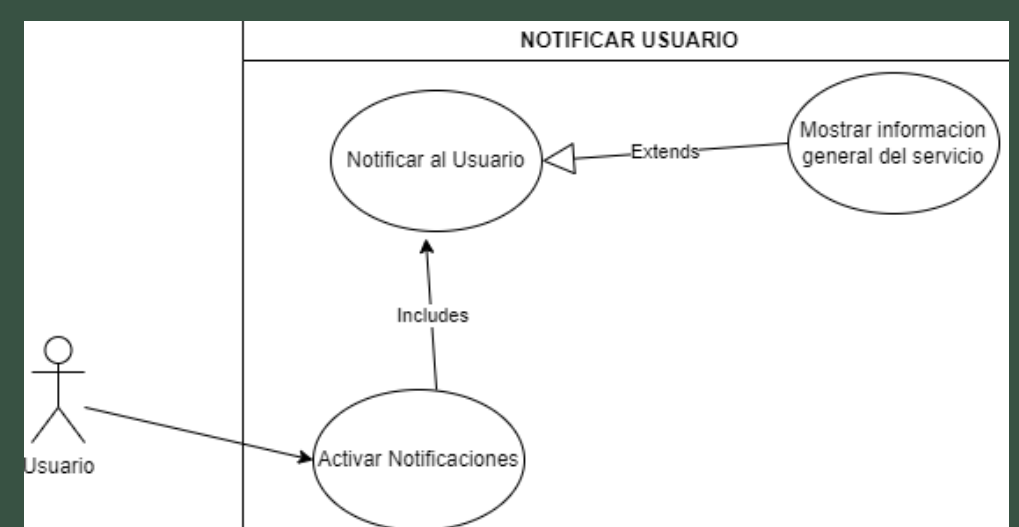 NOTIFICAR USUARIO
Mostrar informacion
general del servicio
Notificar al Usuario
Extends
Includes
Activar Notificaciones
Usuario